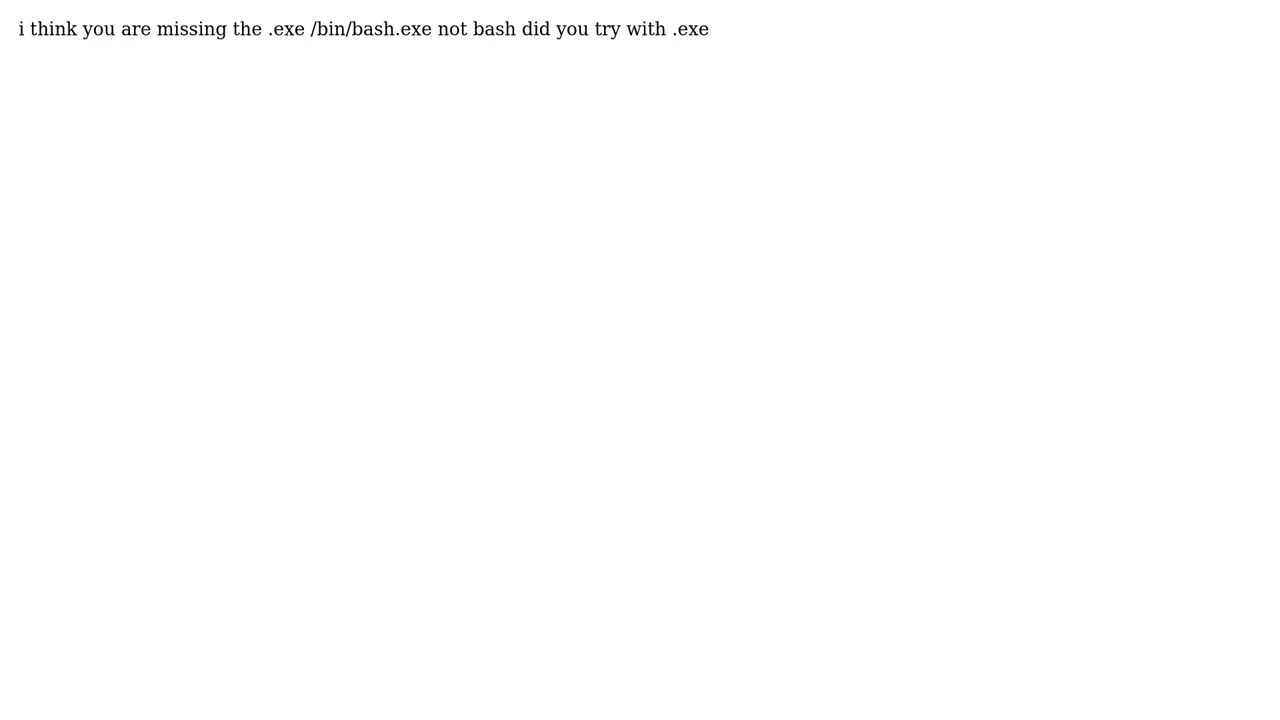 i think you are missing the .exe /bin/bash.exe not bash did you try with .exe